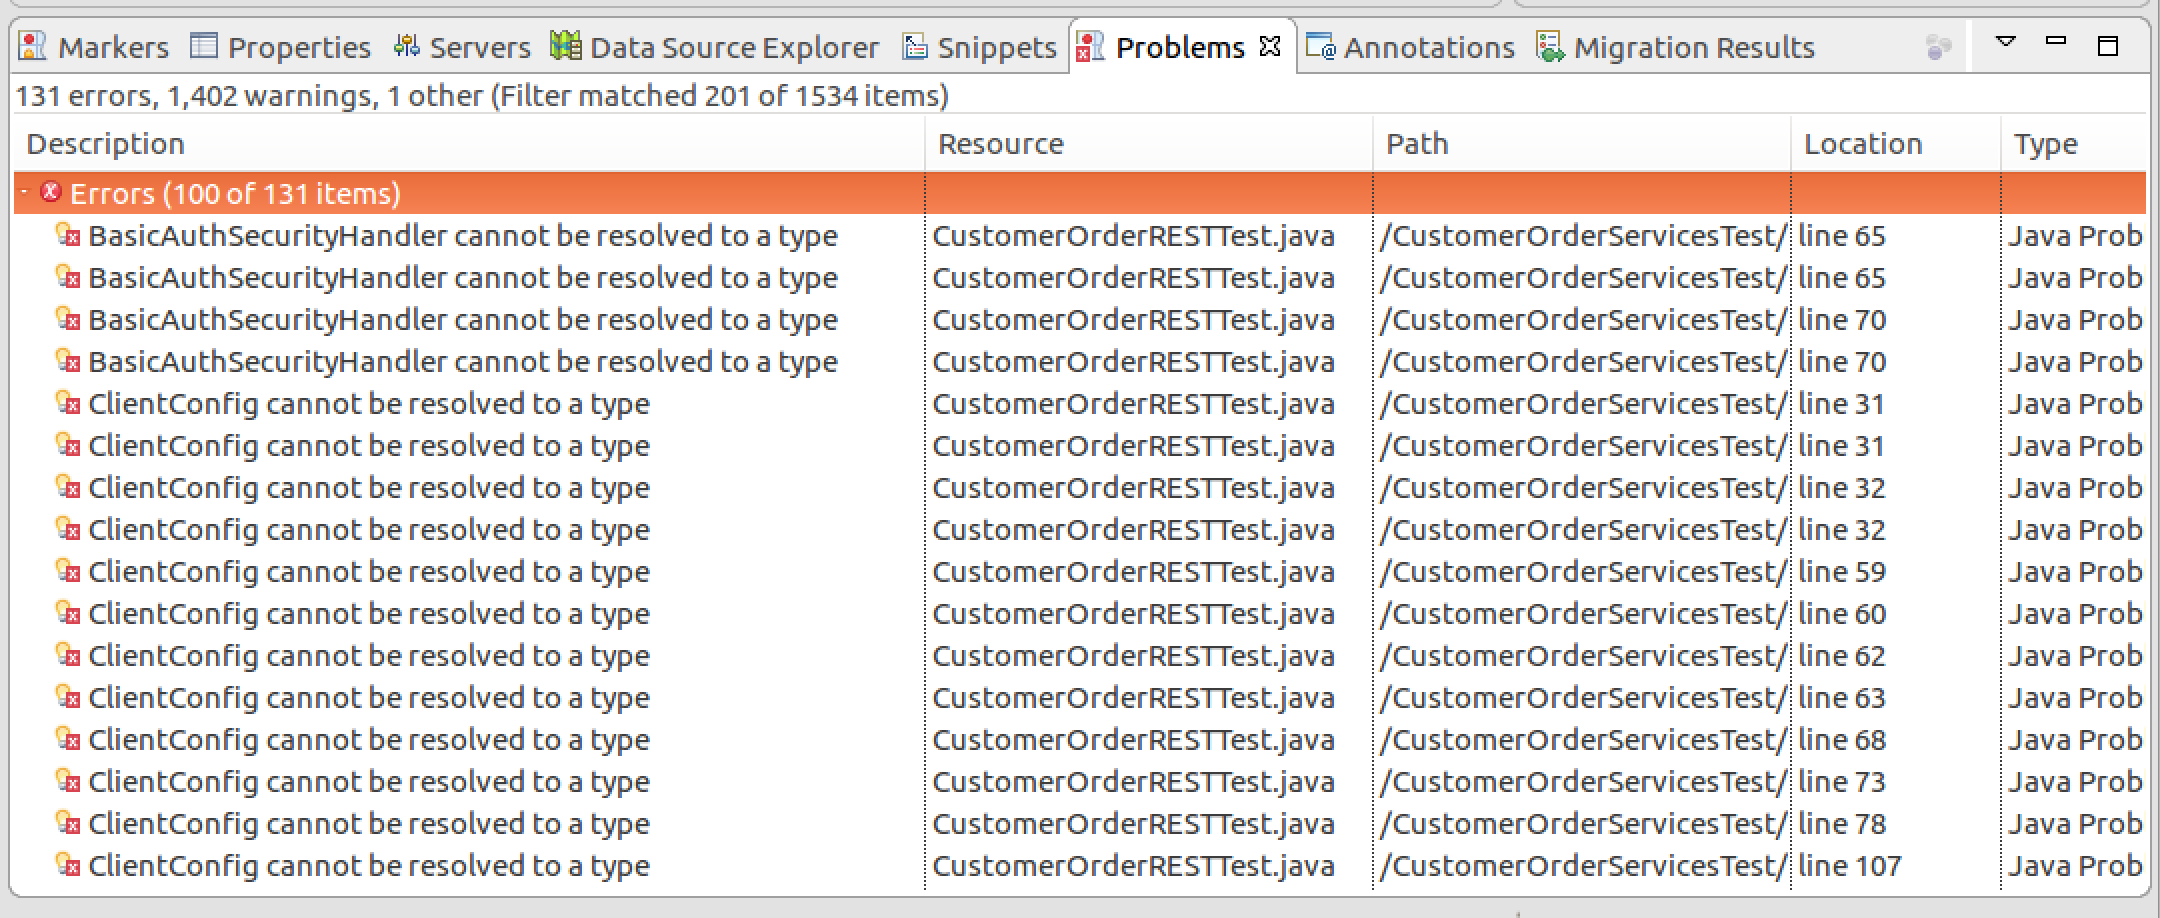 Markers Properties Servers Data Source Explorer Snippets Problems Annotations Migration Results
131 errors, 1,402 warnings, 1 other (Filter matched 201 of 1534 items)
Description Resource Path Location Type
Errors (100 of 131 items)
BasicAuthSecurityHandler cannot be resolved to a type CustomerOrderRESTTest.java /CustomerOrderServicesTest/ line 65 Java Prob
BasicAuthSecurityHandler cannot be resolved to a type CustomerOrderRESTTest.java /CustomerOrderServicesTest/ line 65 Java Prob
BasicAuthSecurityHandler cannot be resolved to a type CustomerOrderRESTTest.java /CustomerOrderServicesTest/ line 70 Java Prob
BasicAuthSecurityHandler cannot be resolved to a type CustomerOrderRESTTest.java /CustomerOrderServicesTest/ line 70 Java Prob
ClientConfig cannot be resolved to a type CustomerOrderRESTTest.java /CustomerOrderServicesTest/ line 31 Java Prob
ClientConfig cannot be resolved to a type CustomerOrderRESTTest.java /CustomerOrderServicesTest/ line 31 Java Prob
ClientConfig cannot be resolved to a type CustomerOrderRESTTest.java /CustomerOrderServicesTest/ line 32 Java Prob
ClientConfig cannot be resolved to a type CustomerOrderRESTTest.java /CustomerOrderServicesTest/ line 32 Java Prob
ClientConfig cannot be resolved to a type CustomerOrderRESTTest.java /CustomerOrderServicesTest/ line 59 Java Prob
ClientConfig cannot be resolved to a type CustomerOrderRESTTest.java /CustomerOrderServicesTest/ line 60 Java Prob
ClientConfig cannot be resolved to a type CustomerOrderRESTTest.java /CustomerOrderServicesTest/ line 62 Java Prob
ClientConfig cannot be resolved to a type CustomerOrderRESTTest.java /CustomerOrderServicesTest/ line 63 Java Prob
ClientConfig cannot be resolved to a type CustomerOrderRESTTest.java /CustomerOrderServicesTest/ line 68 Java Prob
ClientConfig cannot be resolved to a type CustomerOrderRESTTest.java /CustomerOrderServicesTest/ line 73 Java Prob
ClientConfig cannot be resolved to a type CustomerOrderRESTTest.java /CustomerOrderServicesTest/ line 78 Java Prob
ClientConfig cannot be resolved to a type CustomerOrderRESTTest.java /CustomerOrderServicesTest/ line 107 Java Prob